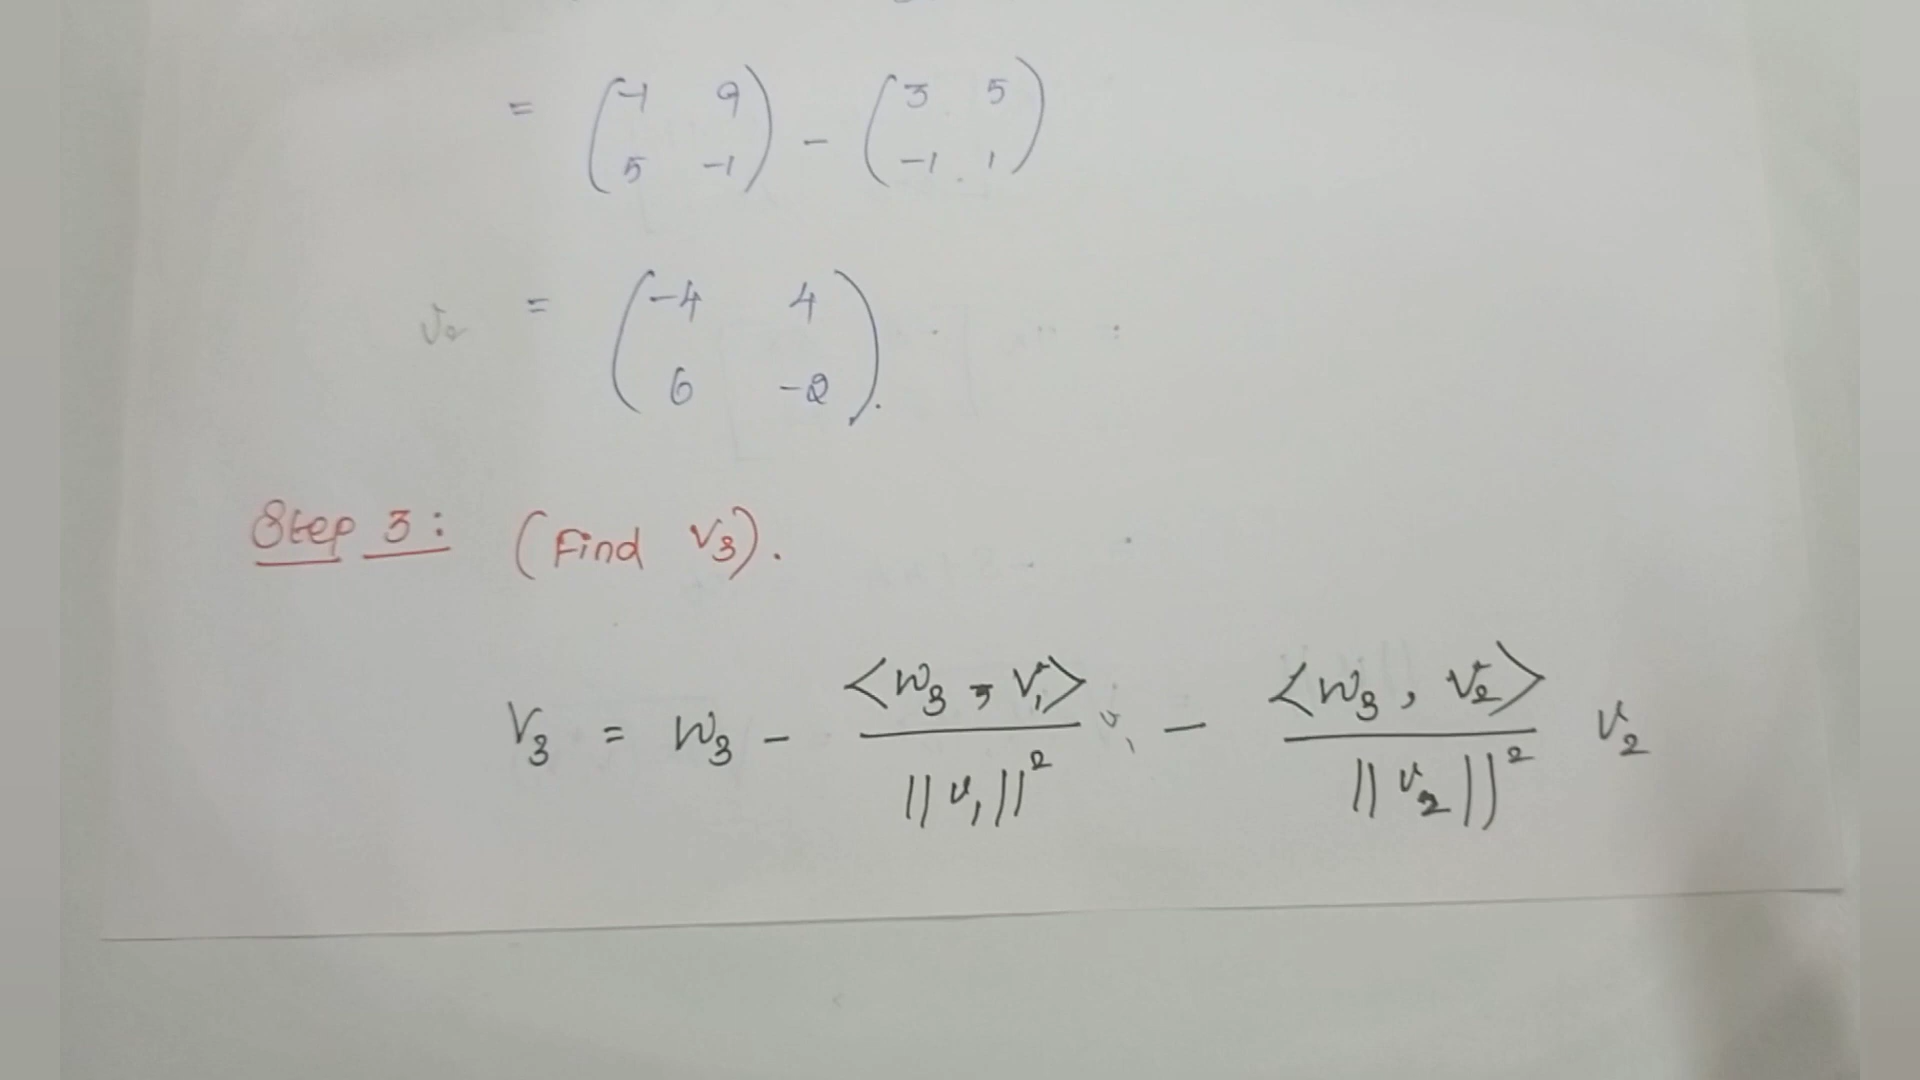 = ( -1 9 ) - ( 3 5 )
( 5 -1 ) ( -1 1 )
v₂ = ( -4 4 )
( 6 -2 ).
Step 3: (Find v₃).
v₃ = w₃ - <w₃, v₁> / ||v₁||² v₁ - <w₃, v₂> / ||v₂||² v₂